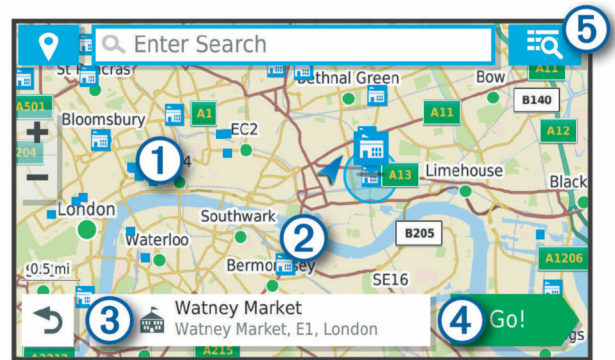 5
Enter Search
Bethnal Green
Bow
A11
A501
B140
Bloomsbury
A1
A11
EC2
A12
+
1
4
A13
Limehouse
Black
−
London
Southwark
2
B205
Waterloo
Bermondsey
A1206
0.5 mi
SE16
3
Watney Market
Watney Market, E1, London
4
Go!
gs
A215